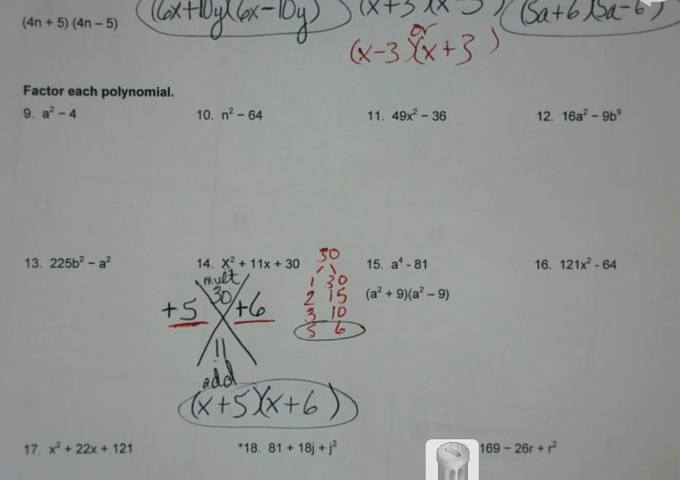 (4n + 5) (4n – 5)
(6x+10y)(6x-10y)
(x+3)(x-3)
(5a+6)(5a-6)
or
(x-3)(x+3)
Factor each polynomial.
9. a² – 4
10. n² – 64
11. 49x² – 36
12. 16a² – 9b⁹
13. 225b² – a²
14. X² + 11x + 30
15. a⁴ - 81
16. 121x² - 64
(a² + 9)(a² – 9)
mult
30
+5
+6
11
add
(x+5)(x+6)
30
1 30
2 15
3 10
5 6
17. x² + 22x + 121
*18. 81 + 18j + j²
169 – 26r + r²